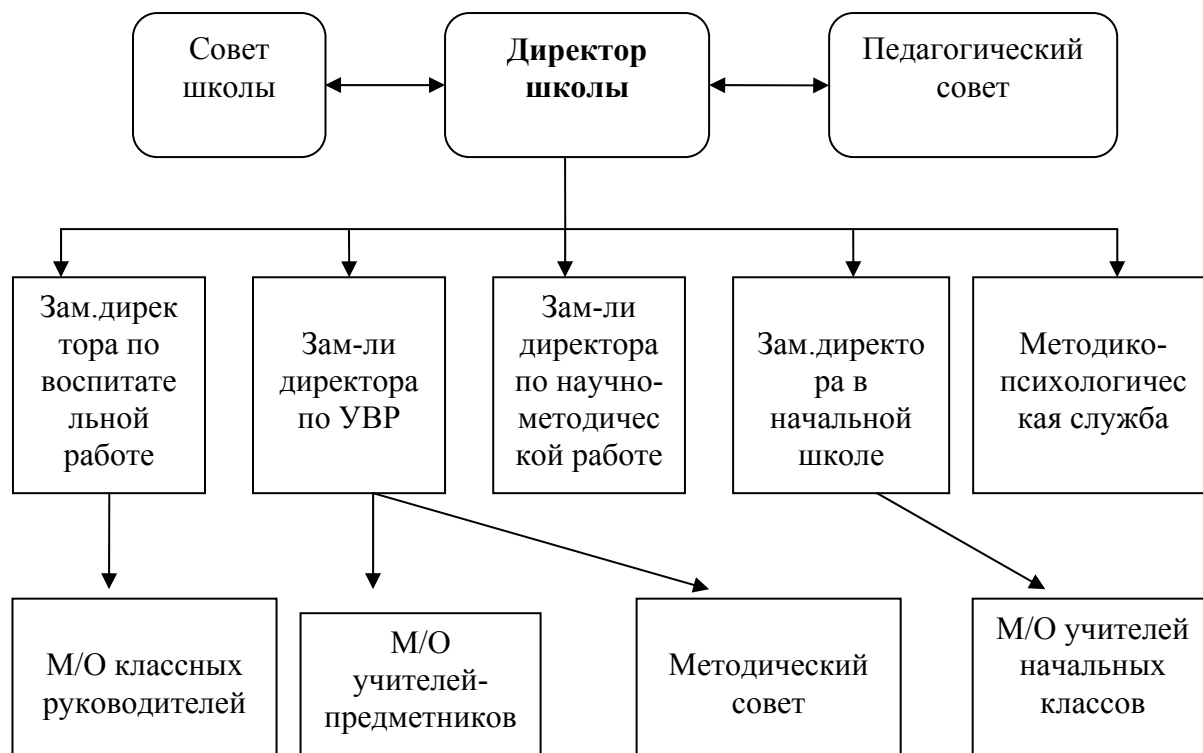 Совет
школы
Директор
школы
Педагогический
совет
Зам.дирек
тора по
воспитате
льной
работе
Зам-ли
директора
по УВР
Зам-ли
директора
по научно-
методичес
кой работе
Зам.директо
ра в
начальной
школе
Методико-
психологичес
кая служба
М/О классных
руководителей
М/О
учителей-
предметников
Методический
совет
М/О учителей
начальных
классов